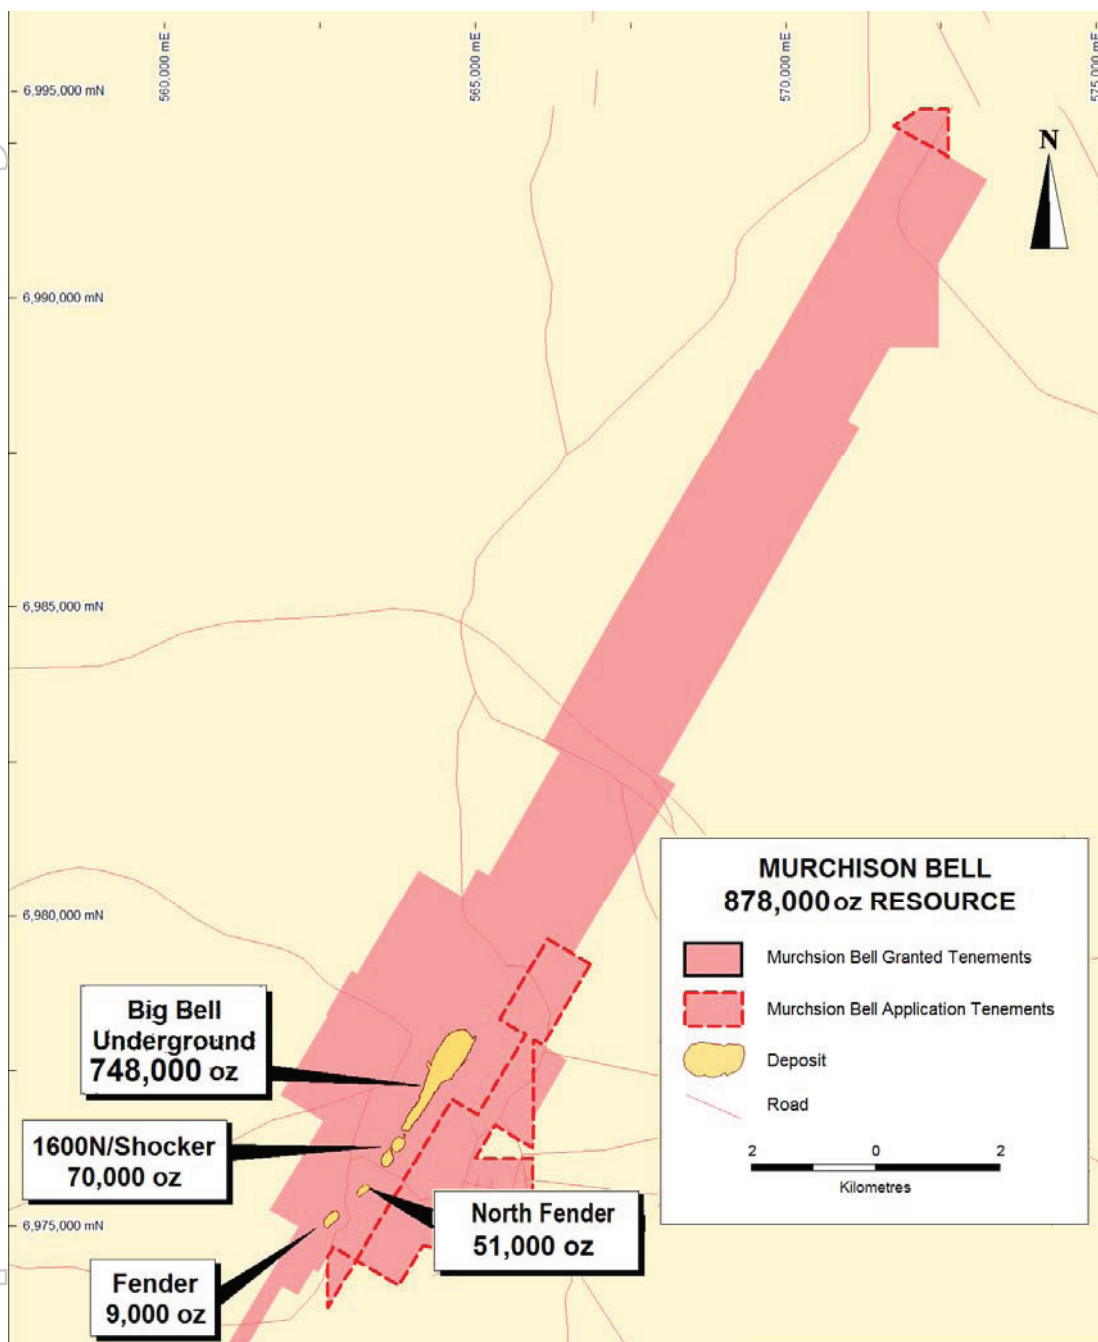 560,000 mE
565,000 mE
570,000 mE
575,000 mE
6,995,000 mN
N
6,990,000 mN
6,985,000 mN
6,980,000 mN
6,975,000 mN
MURCHISON BELL
878,000 oz RESOURCE
Murchsion Bell Granted Tenements
Murchsion Bell Application Tenements
Deposit
Road
2 0 2
Kilometres
Big Bell
Underground
748,000 oz
1600N/Shocker
70,000 oz
North Fender
51,000 oz
Fender
9,000 oz